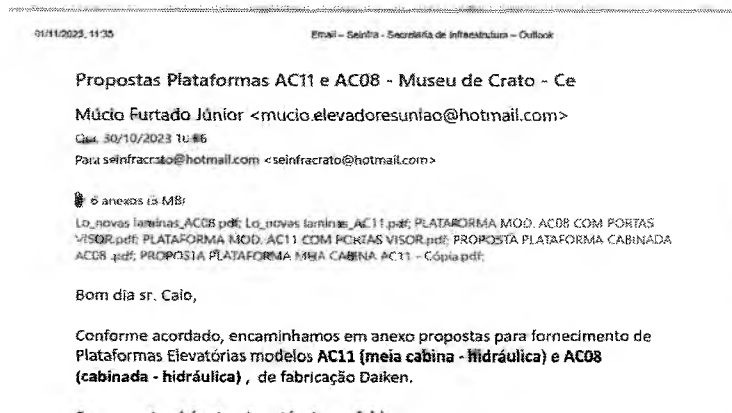 01/11/2023, 11:35 Email – Seinfra - Secretaria de Infraestrutura – Outlook
Propostas Plataformas AC11 e AC08 - Museu de Crato - Ce
Múcio Furtado Júnior <mucio.elevadoresuniao@hotmail.com>
30/10/2023
Para seinfracrato@hotmail.com <seinfracrato@hotmail.com>
6 anexos (3 MB)
Lo_novas laminas_AC08.pdf; Lo_novas laminas_AC11.pdf; PLATAFORMA MOD. AC08 COM PORTAS
VISOR.pdf; PLATAFORMA MOD. AC11 COM PORTAS VISOR.pdf; PROPOSTA PLATAFORMA CABINADA
AC08 .pdf; PROPOSTA PLATAFORMA MEIA CABINA AC11 - Cópia.pdf;
Bom dia sr. Caio,
Conforme acordado, encaminhamos em anexo propostas para fornecimento de
Plataformas Elevatórias modelos AC11 (meia cabina - hidráulica) e AC08
(cabinada - hidráulica) , de fabricação Daiken.